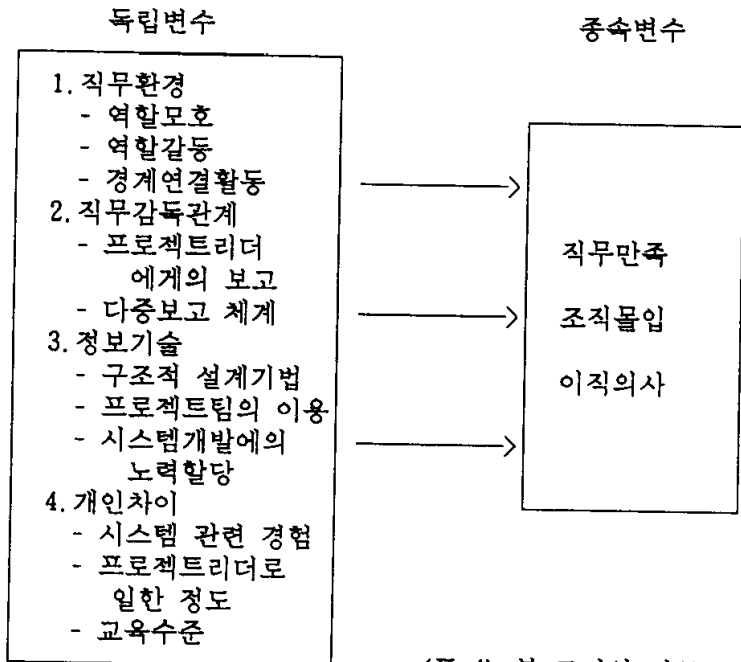 독립변수
종속변수
1. 직무환경
- 역할모호
- 역할갈등
- 경계연결활동
2. 직무감독관계
- 프로젝트리더
에게의 보고
- 다중보고 체계
3. 정보기술
- 구조적 설계기법
- 프로젝트팀의 이용
- 시스템개발에의
노력할당
4. 개인차이
- 시스템 관련 경험
- 프로젝트리더로
일한 정도
- 교육수준
직무만족
조직몰입
이직의사